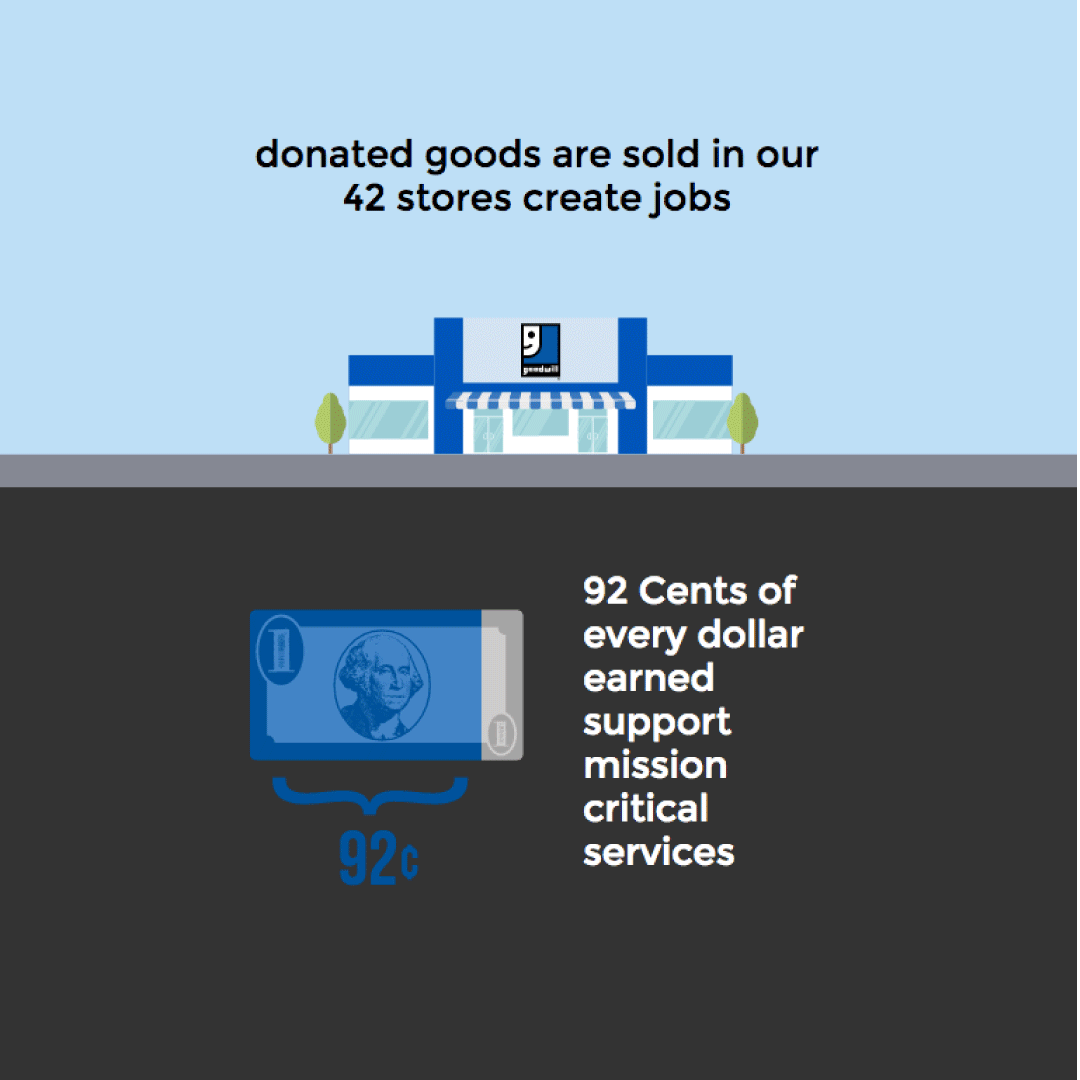 donated goods are sold in our
42 stores create jobs
goodwill
92 Cents of
every dollar
earned
support
mission
critical
services
1
92¢